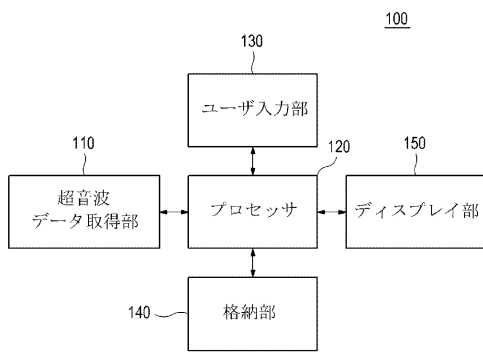 100
130
ユーザ入力部
110
120
150
超音波
データ取得部
プロセッサ
ディスプレイ部
140
格納部